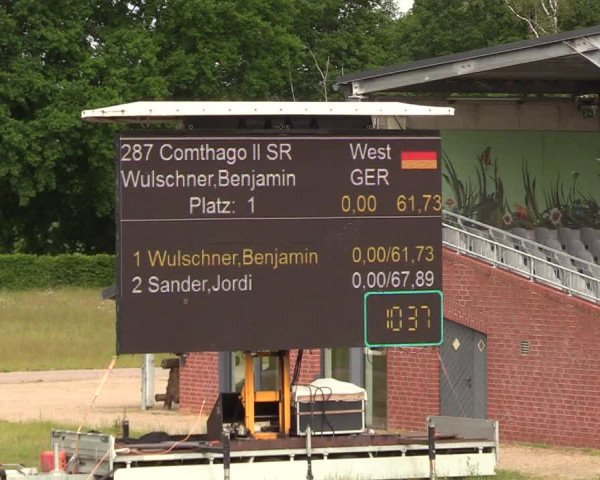 287 Comthago II SR West
Wulschner,Benjamin GER
Platz: 1 0,00 61,73
1 Wulschner,Benjamin 0,00/61,73
2 Sander,Jordi 0,00/67,89
1037